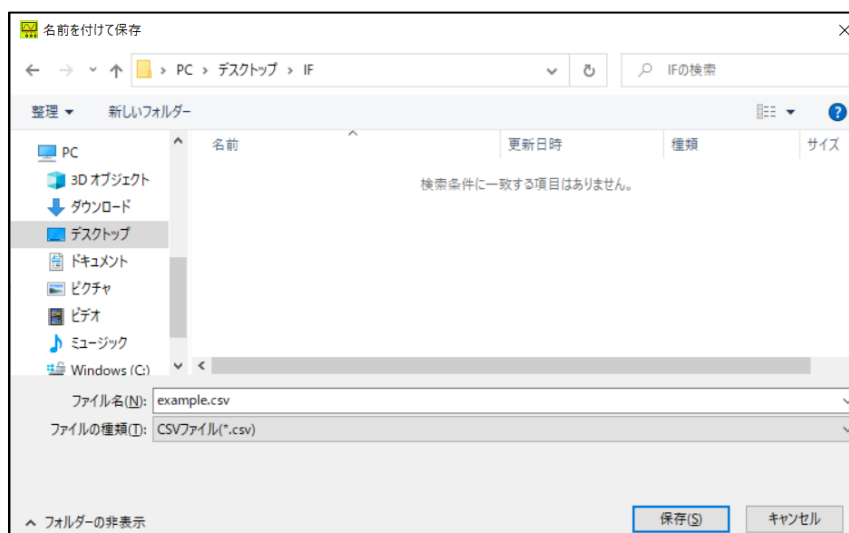 名前を付けて保存
PC › デスクトップ › IF
IFの検索
整理
新しいフォルダー
名前
更新日時
種類
サイズ
検索条件に一致する項目はありません。
PC
3D オブジェクト
ダウンロード
デスクトップ
ドキュメント
ピクチャ
ビデオ
ミュージック
Windows (C:)
ファイル名(N): example.csv
ファイルの種類(T): CSVファイル(*.csv)
フォルダーの非表示
保存(S)
キャンセル